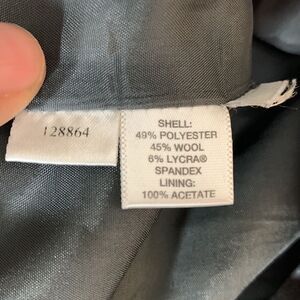 128864
SHELL:
49% POLYESTER
45% WOOL
6% LYCRA®
SPANDEX
LINING:
100% ACETATE